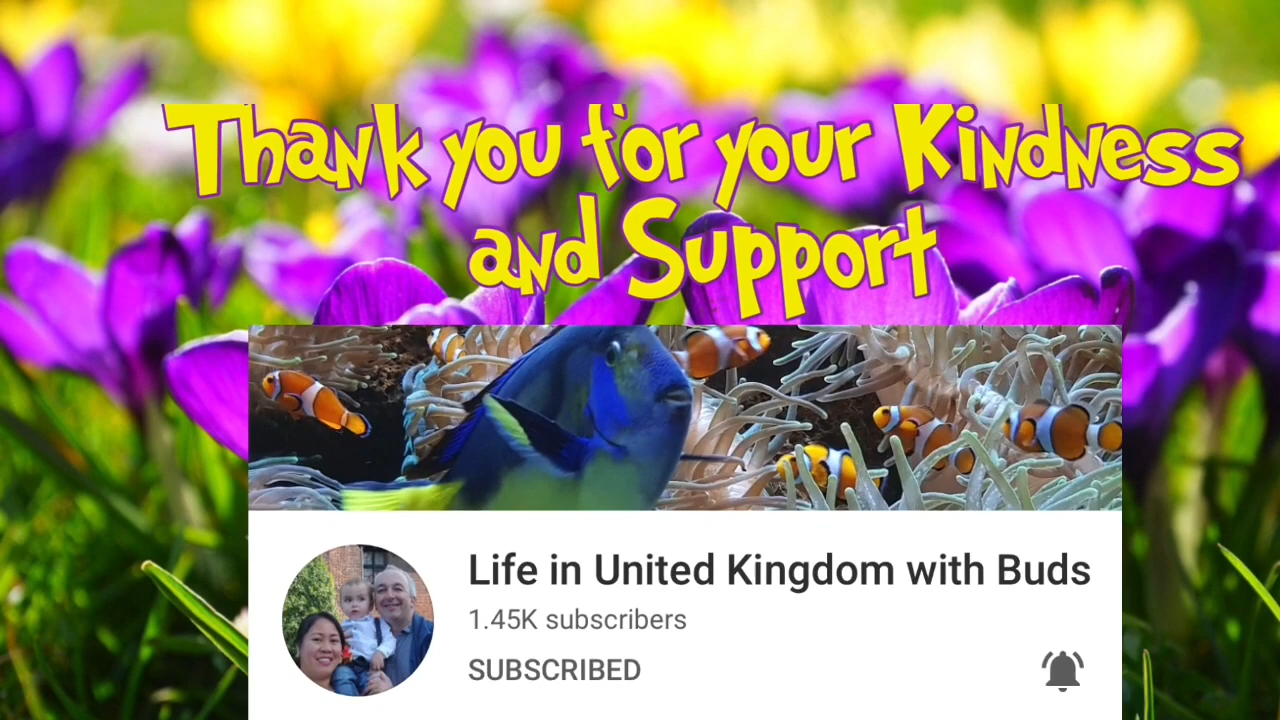 Thank you for your Kindness
and Support
Life in United Kingdom with Buds
1.45K subscribers
SUBSCRIBED